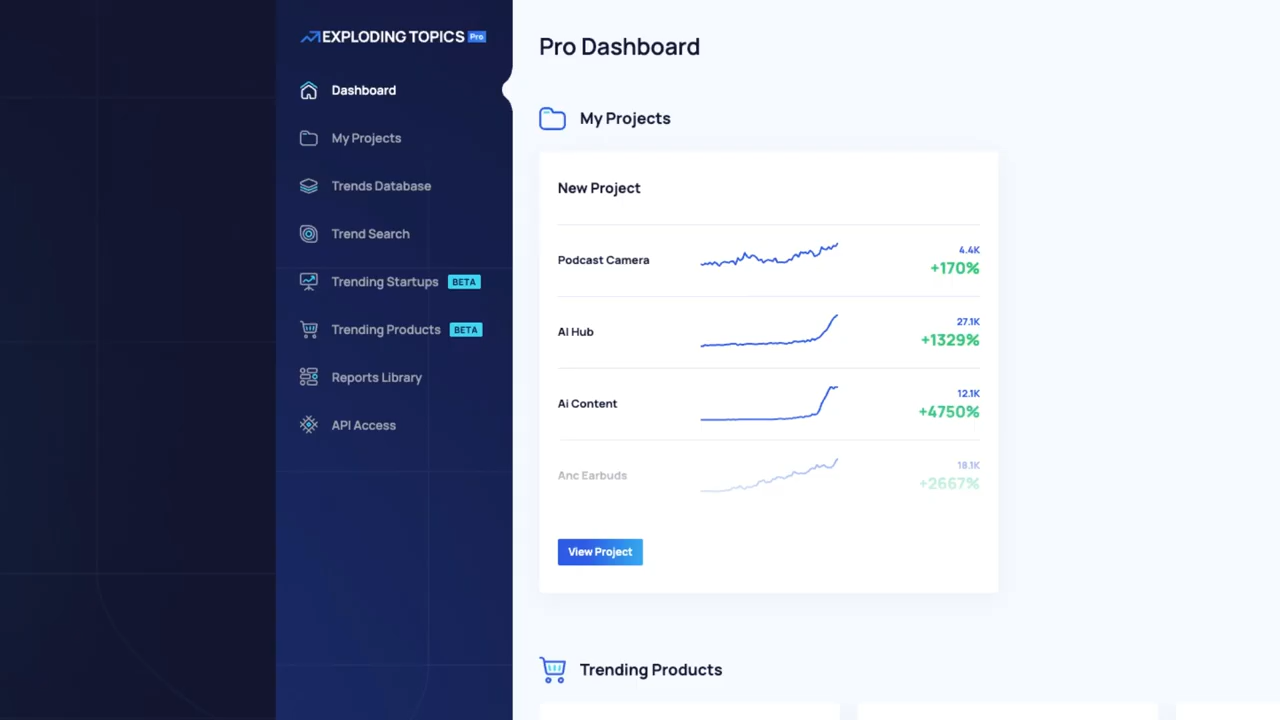 EXPLODING TOPICS Pro
Dashboard
My Projects
Trends Database
Trend Search
Trending Startups BETA
Trending Products BETA
Reports Library
API Access
Pro Dashboard
My Projects
New Project
Podcast Camera
4.4K
+170%
AI Hub
27.1K
+1329%
Ai Content
12.1K
+4750%
Anc Earbuds
18.1K
+2667%
View Project
Trending Products